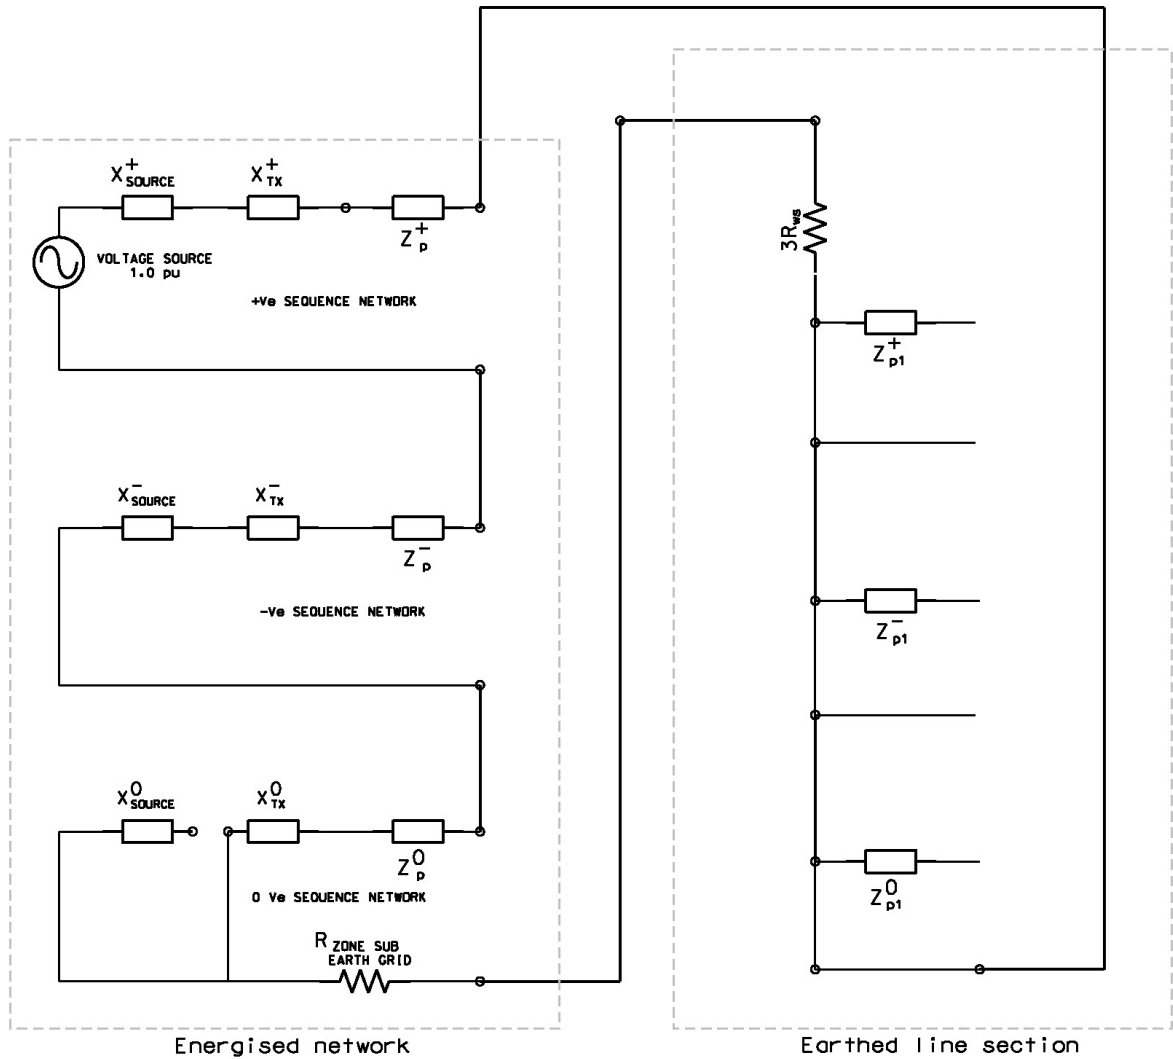 X+SOURCE
X+TX
Z+p
VOLTAGE SOURCE
1.0 pu
+Ve SEQUENCE NETWORK
X-SOURCE
X-TX
Z-p
-Ve SEQUENCE NETWORK
X0SOURCE
X0TX
Z0p
0 Ve SEQUENCE NETWORK
R ZONE SUB
EARTH GRID
Energised network
3Rws
Z+p1
Z-p1
Z0p1
Earthed line section